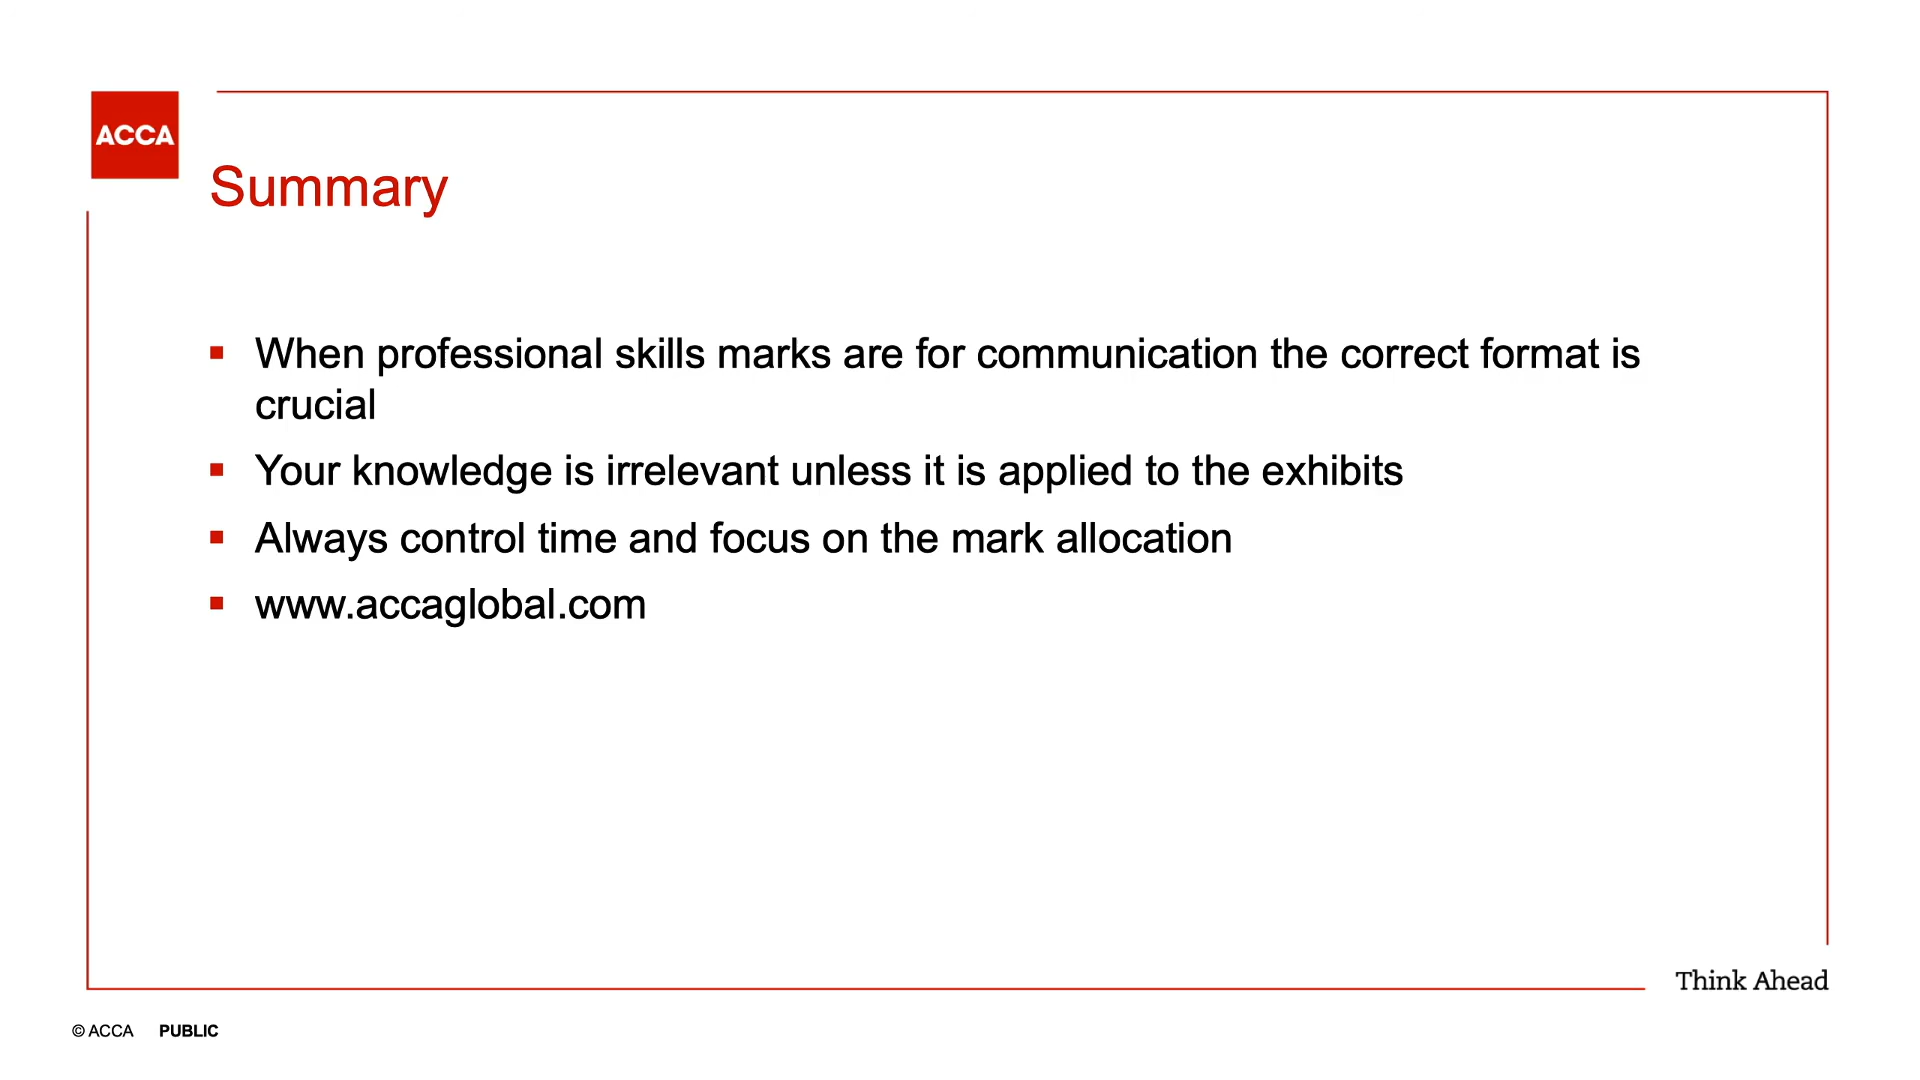 ACCA
Summary
▪ When professional skills marks are for communication the correct format is
crucial
▪ Your knowledge is irrelevant unless it is applied to the exhibits
▪ Always control time and focus on the mark allocation
▪ www.accaglobal.com
Think Ahead
© ACCA PUBLIC